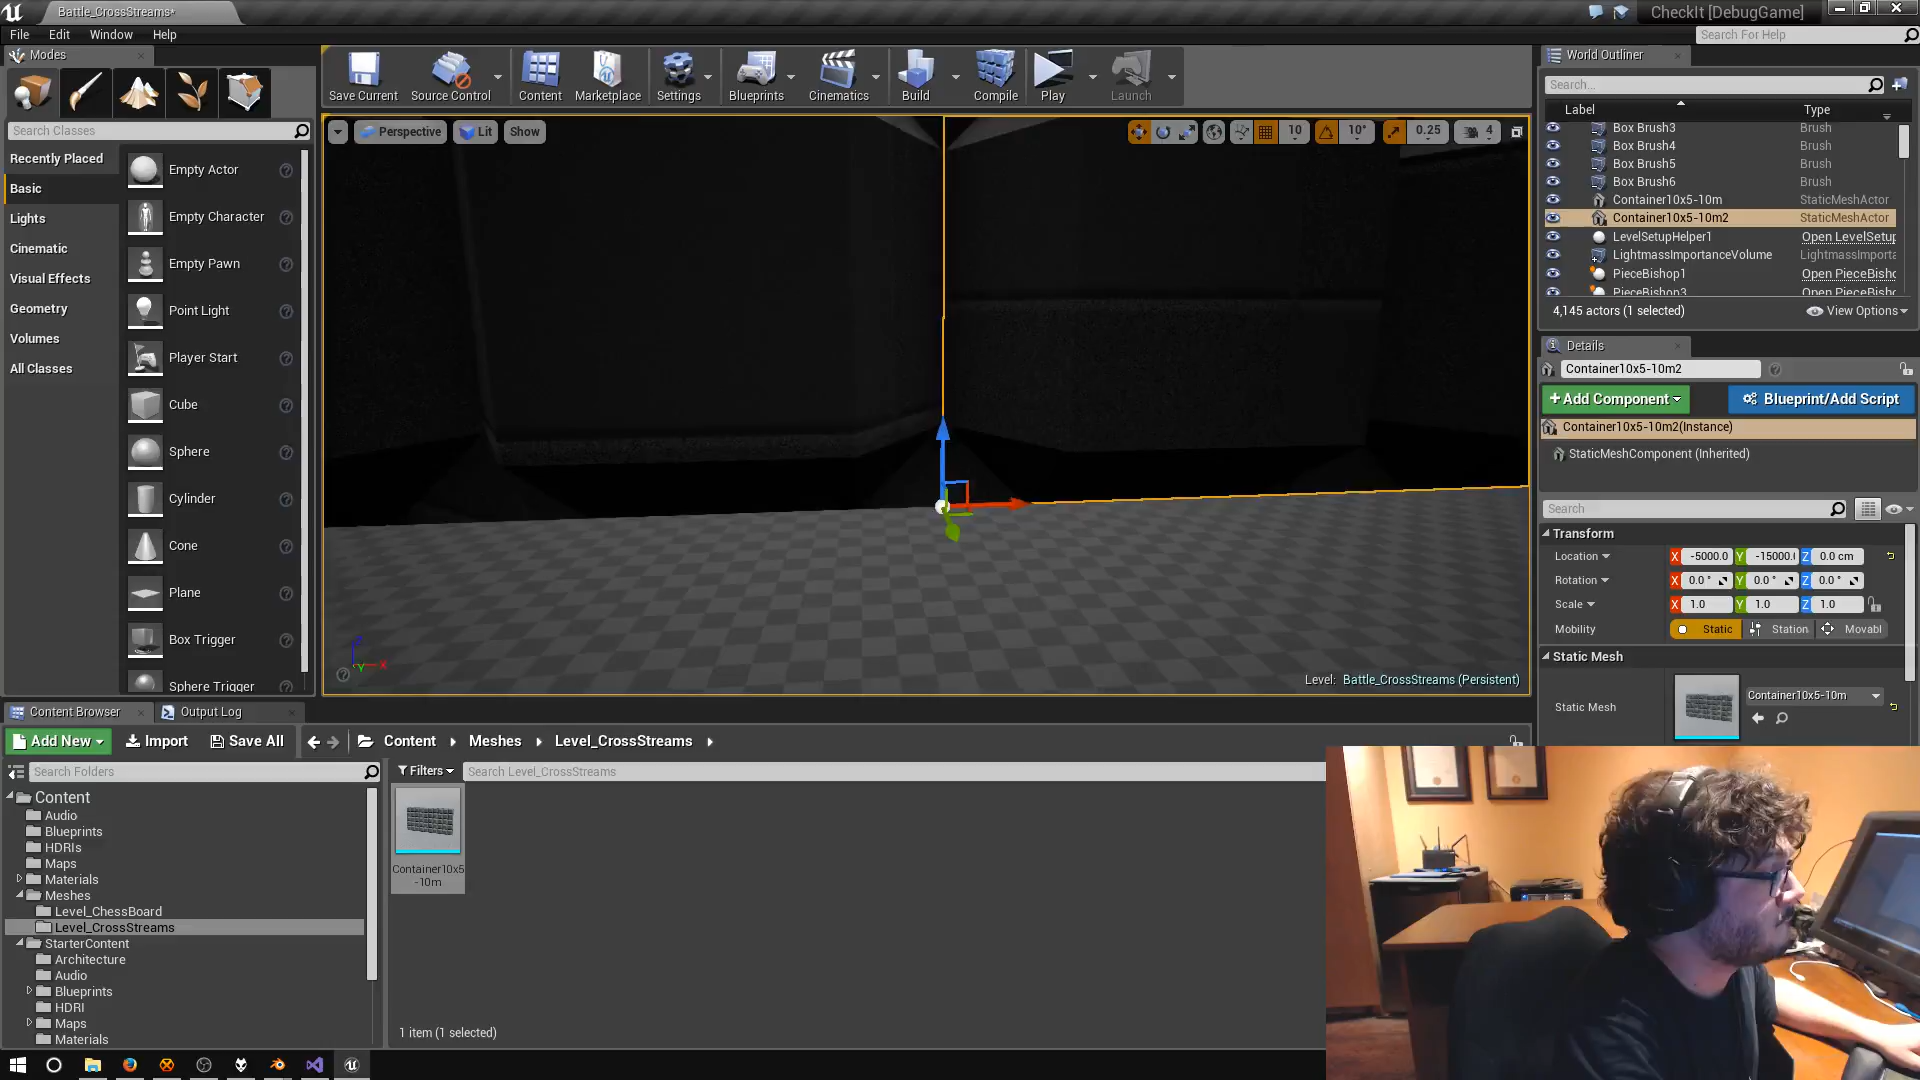 Battle_CrossStreams*
CheckIt [DebugGame]
File Edit Window Help
Search For Help
Modes
Search Classes
Recently Placed
Basic
Lights
Cinematic
Visual Effects
Geometry
Volumes
All Classes
Empty Actor
Empty Character
Empty Pawn
Point Light
Player Start
Cube
Sphere
Cylinder
Cone
Plane
Box Trigger
Sphere Trigger
Save Current
Source Control
Content
Marketplace
Settings
Blueprints
Cinematics
Build
Compile
Play
Launch
Perspective Lit Show
10 10° 0.25 4
Level: Battle_CrossStreams (Persistent)
World Outliner
Search...
Label Type
Box Brush3 Brush
Box Brush4 Brush
Box Brush5 Brush
Box Brush6 Brush
Container10x5-10m StaticMeshActor
Container10x5-10m2 StaticMeshActor
LevelSetupHelper1 Open LevelSetup
LightmassImportanceVolume LightmassImporta
PieceBishop1 Open PieceBisho
PieceBishop3 Open PieceBisho
4,145 actors (1 selected) View Options
Details
Container10x5-10m2
+Add Component Blueprint/Add Script
Container10x5-10m2(Instance)
StaticMeshComponent (Inherited)
Search
Transform
Location X -5000.0 Y -15000.( Z 0.0 cm
Rotation X 0.0 ° Y 0.0 ° Z 0.0 °
Scale X 1.0 Y 1.0 Z 1.0
Mobility Static Station Movabl
Static Mesh
Static Mesh Container10x5-10m
Content Browser Output Log
Add New Import Save All Content Meshes Level_CrossStreams
Search Folders
Filters Search Level_CrossStreams
Content
Audio
Blueprints
HDRIs
Maps
Materials
Meshes
Level_ChessBoard
Level_CrossStreams
StarterContent
Architecture
Audio
Blueprints
HDRI
Maps
Materials
Container10x5
-10m
1 item (1 selected)